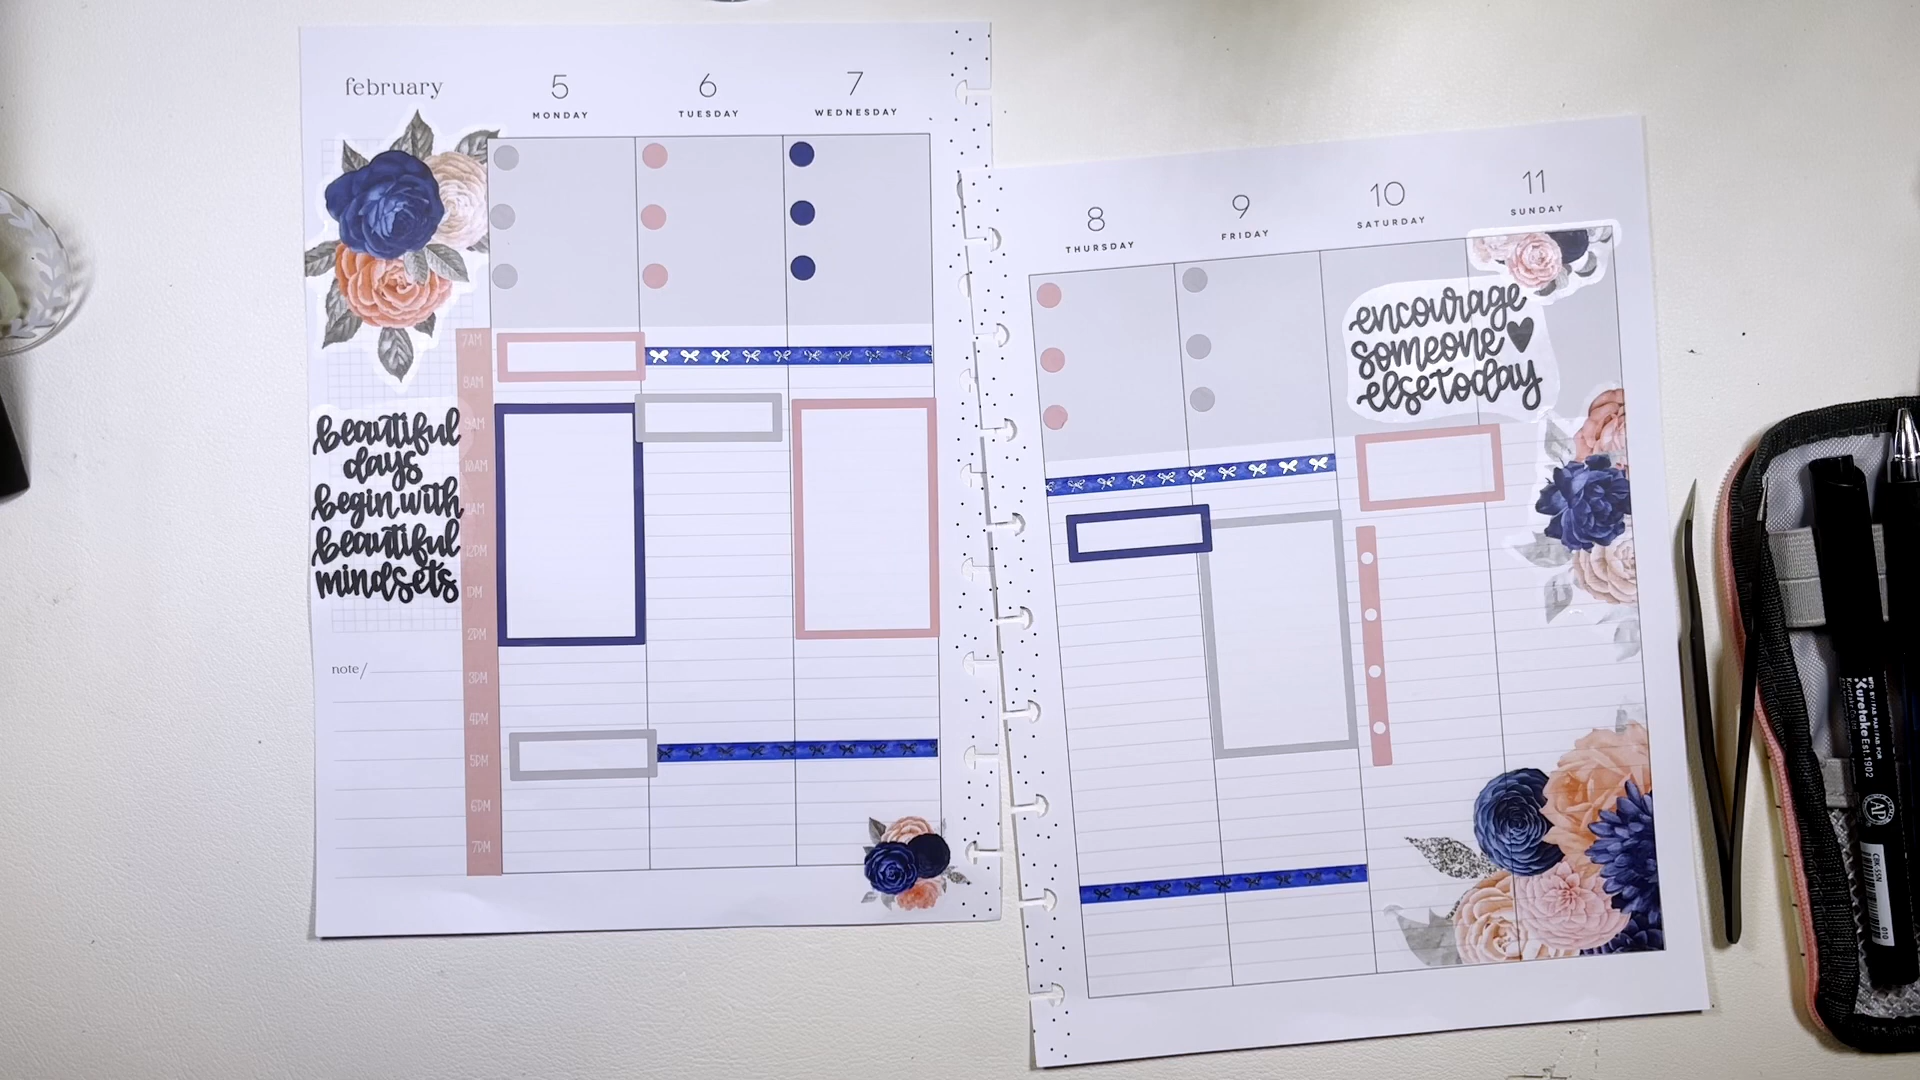 february
5
MONDAY
6
TUESDAY
7
WEDNESDAY
7AM
8AM
9AM
10AM
12PM
1PM
2PM
3PM
4PM
5PM
6PM
7PM
beautiful
days
begin with
beautiful
mindsets
note/
8
THURSDAY
9
FRIDAY
10
SATURDAY
11
SUNDAY
encourage
someone
else today
Kuretake Est.1902
AP
010